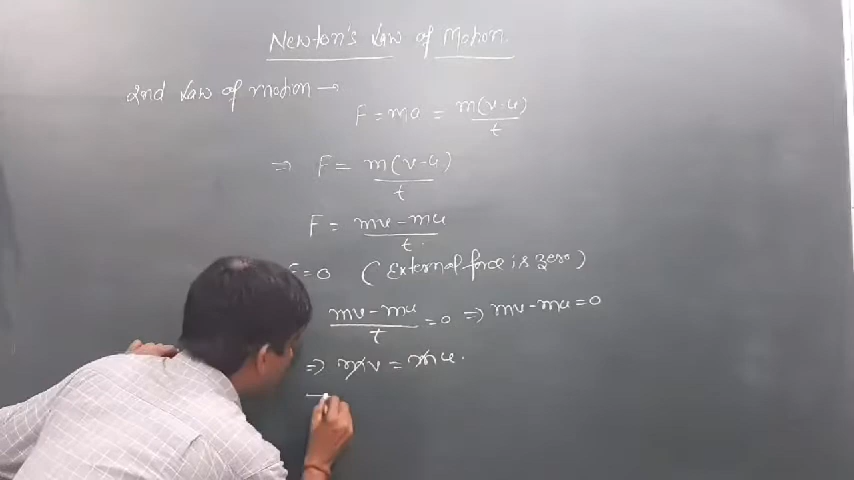 Newton's Law of Motion.
2nd Law of motion →
F = ma = m(v-u)/t
⇒ F = m(v-u)/t
F = mv-mu/t.
F=0 (External force is zero)
mv-mu/t = 0 ⇒ mv-mu=0
⇒ mv = mu.